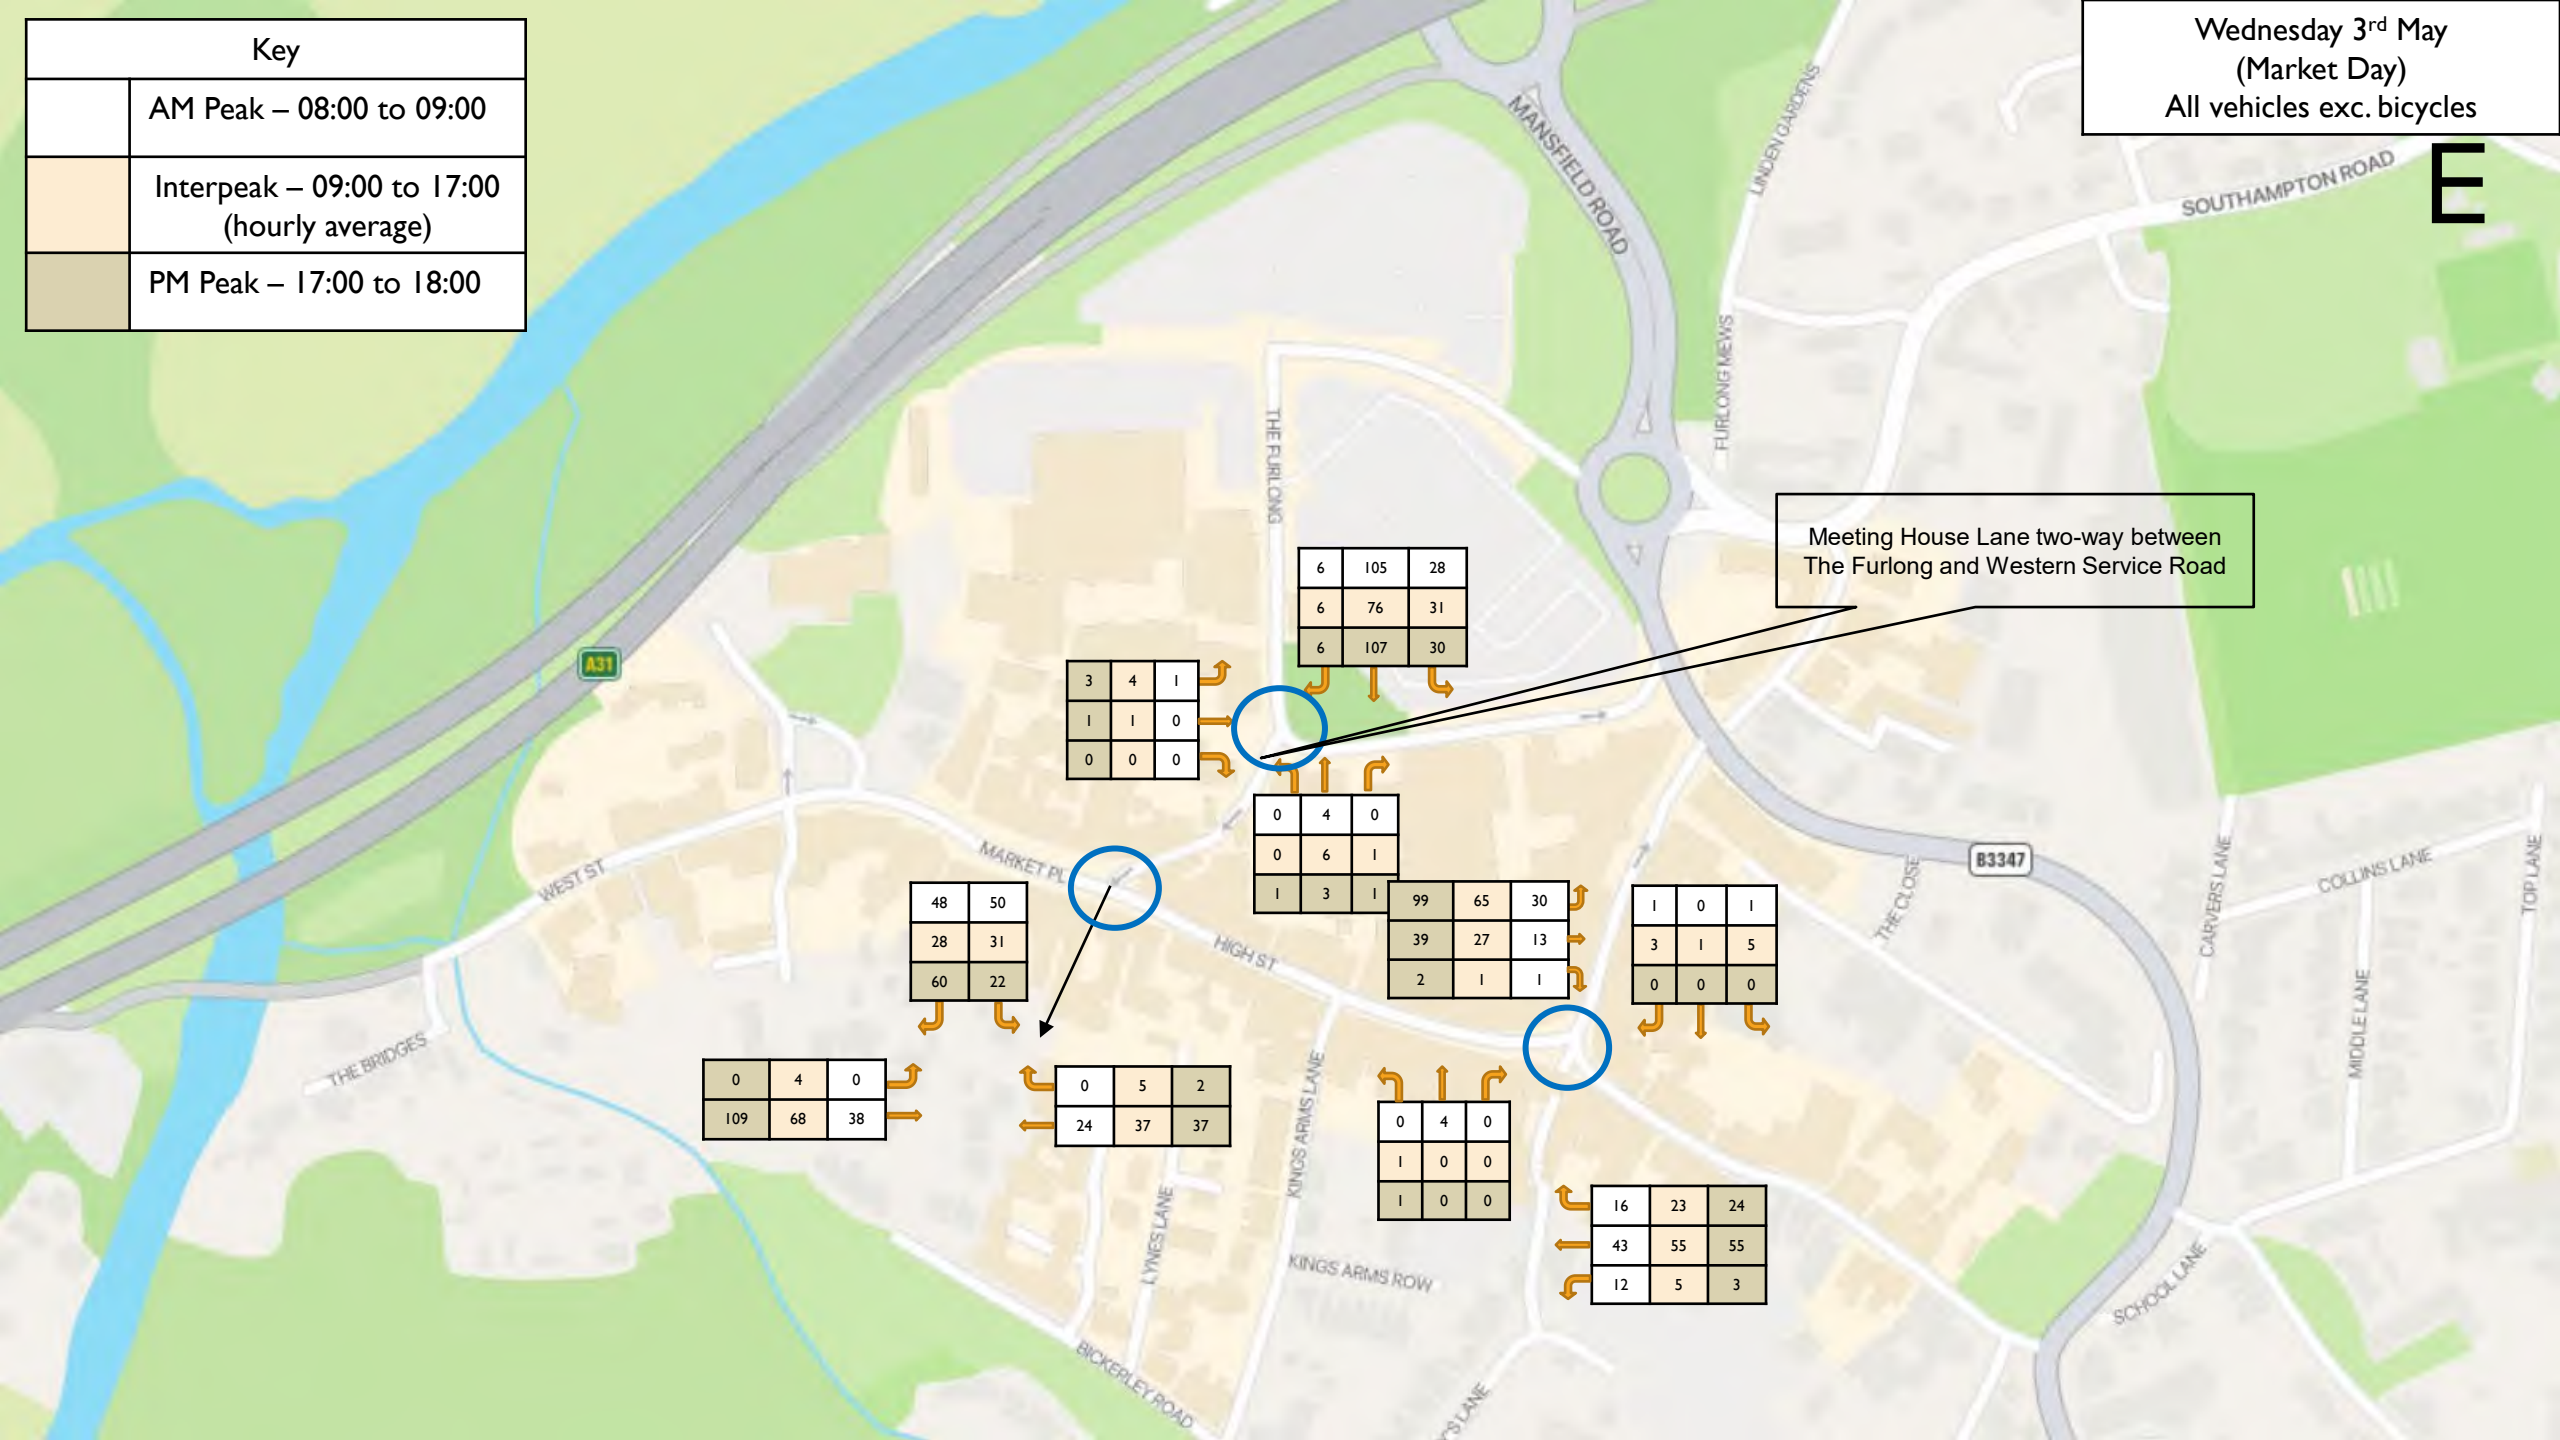 Key
AM Peak – 08:00 to 09:00
Interpeak – 09:00 to 17:00
(hourly average)
PM Peak – 17:00 to 18:00
Wednesday 3rd May
(Market Day)
All vehicles exc. bicycles
E
MANSFIELD ROAD
LINDEN GARDENS
SOUTHAMPTON ROAD
FURLONG MEWS
THE FURLONG
Meeting House Lane two-way between
The Furlong and Western Service Road
6 105 28
6 76 31
6 107 30
A31
3 4 1
1 1 0
0 0 0
0 4 0
0 6 1
1 3 1
MARKET PL
WEST ST
HIGH ST
B3347
THE CLOSE
CARVERS LANE
COLLINS LANE
TOP LANE
MIDDLE LANE
48 50
28 31
60 22
99 65 30
39 27 13
2 1 1
1 0 1
3 1 5
0 0 0
THE BRIDGES
0 4 0
109 68 38
0 5 2
24 37 37
KINGS ARMS LANE
0 4 0
1 0 0
1 0 0
LYNES LANE
KINGS ARMS ROW
16 23 24
43 55 55
12 5 3
SCHOOL LANE
BICKERLEY ROAD
'S LANE